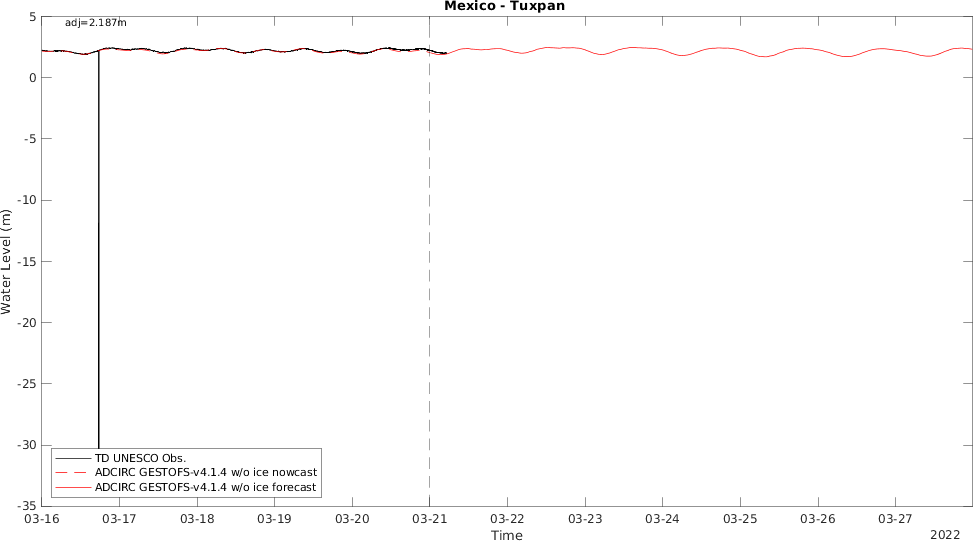 Mexico - Tuxpan
adj=2.187m
5
0
-5
-10
-15
-20
-25
-30
-35
Water Level (m)
TD UNESCO Obs.
ADCIRC GESTOFS-v4.1.4 w/o ice nowcast
ADCIRC GESTOFS-v4.1.4 w/o ice forecast
03-16 03-17 03-18 03-19 03-20 03-21 03-22 03-23 03-24 03-25 03-26 03-27
Time
2022